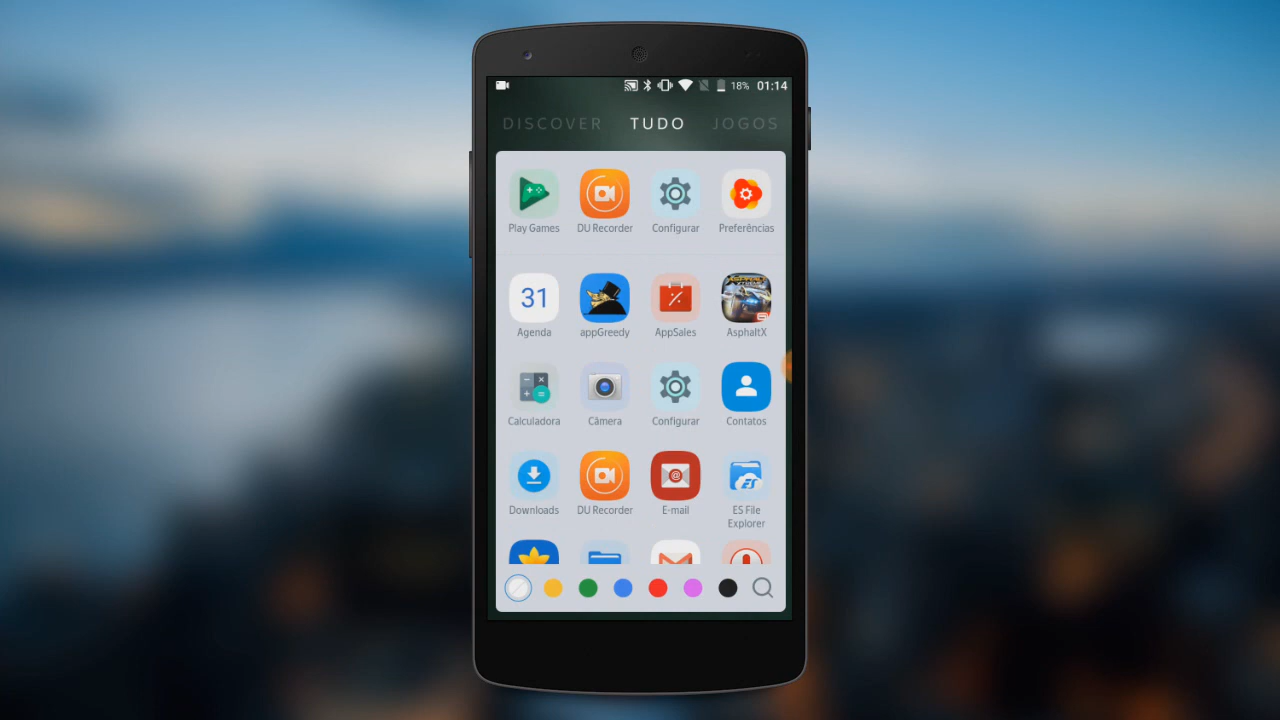 18% 01:14
DISCOVER TUDO JOGOS
Play Games DU Recorder Configurar Preferências
31
Agenda appGreedy AppSales AsphaltX
Calculadora Câmera Configurar Contatos
ES
Downloads DU Recorder E-mail ES File
Explorer